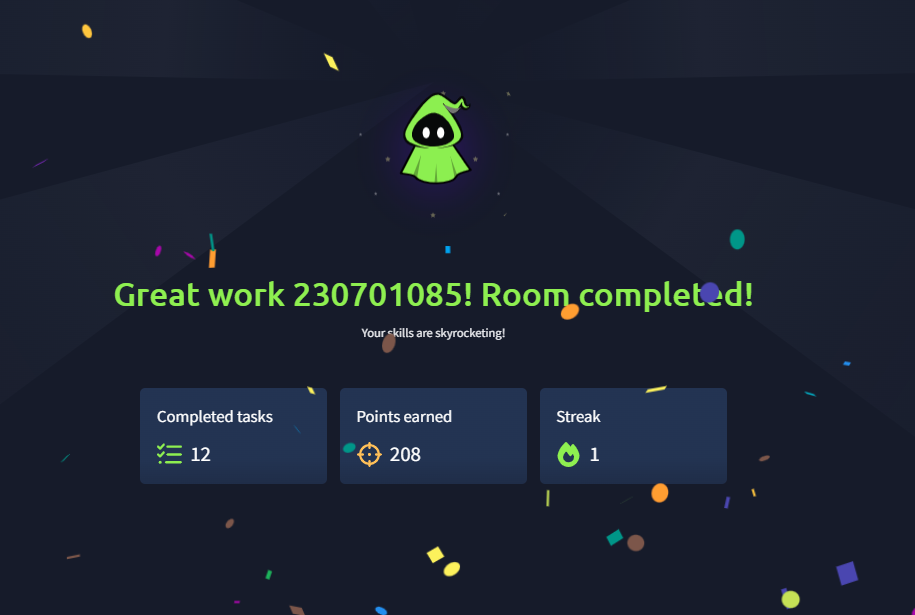 Great work 230701085! Room completed!
Your skills are skyrocketing!
Completed tasks
12
Points earned
208
Streak
1